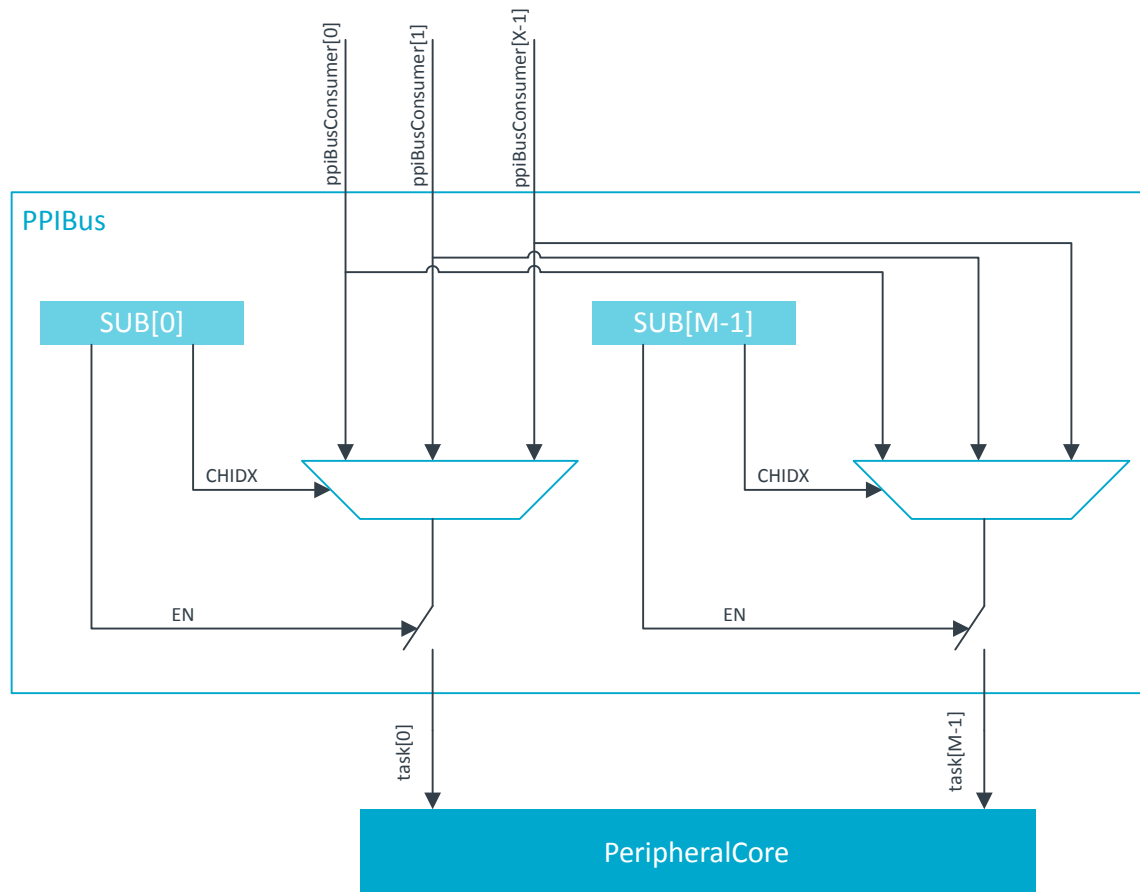 ppiBusConsumer[0]
ppiBusConsumer[1]
ppiBusConsumer[X-1]
PPIBus
SUB[0]
SUB[M-1]
CHIDX
CHIDX
EN
EN
task[0]
task[M-1]
PeripheralCore